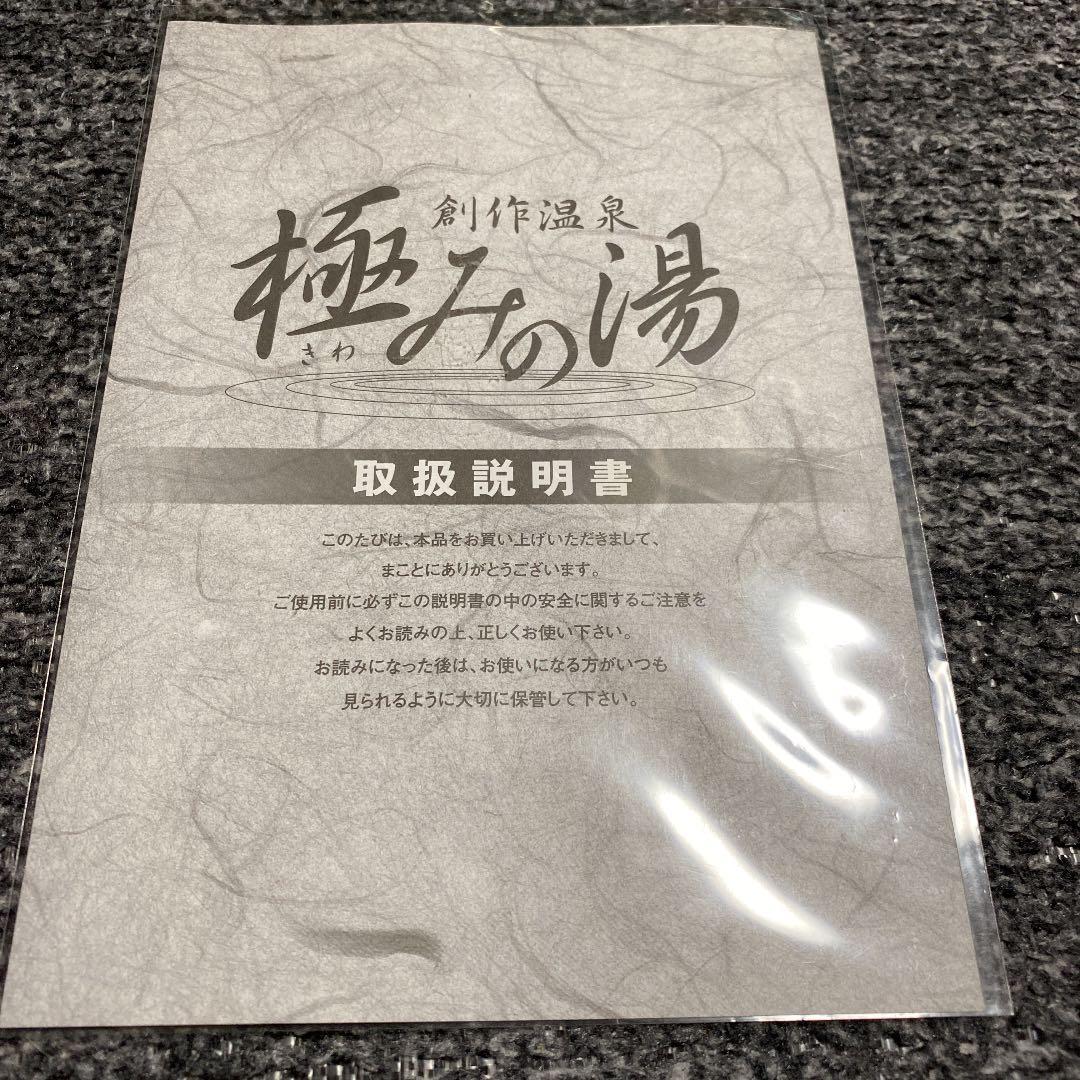 創作温泉
極みの湯
きわ
取扱説明書
このたびは、本品をお買い上げいただきまして、
まことにありがとうございます。
ご使用前に必ずこの説明書の中の安全に関するご注意を
よくお読みの上、正しくお使い下さい。
お読みになった後は、お使いになる方がいつも
見られるように大切に保管して下さい。